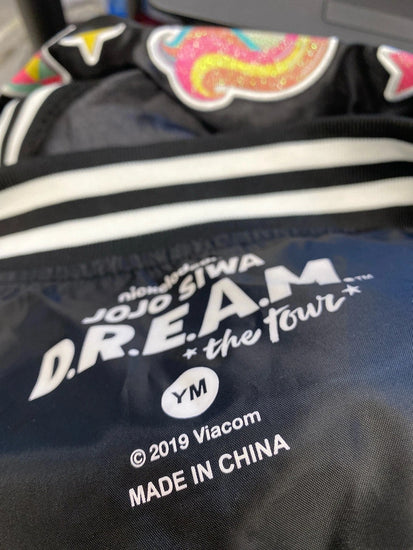 nickelodeon
JOJO SIWA
D.R.E.A.M.™
the Tour
YM
© 2019 Viacom
MADE IN CHINA